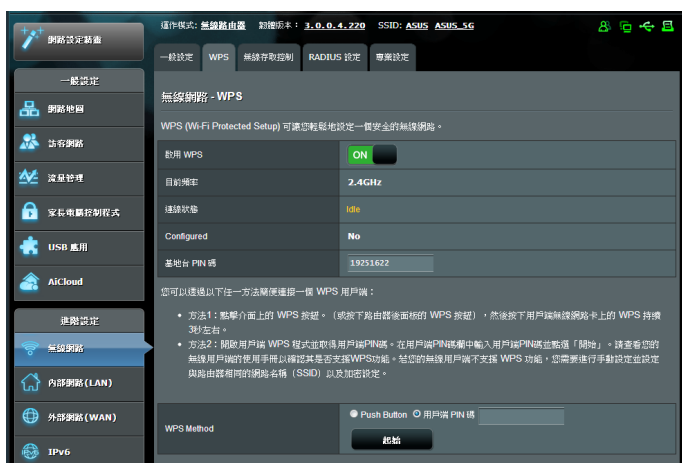 運作模式: 無線路由器 韌體版本: 3.0.0.4.220 SSID: ASUS ASUS_5G
網路設定精靈
一般設定 WPS 無線存取控制 RADIUS 設定 專業設定
一般設定
網路地圖
訪客網路
流量管理
家長電腦控制程式
USB 應用
AiCloud
進階設定
無線網路
內部網路(LAN)
外部網路(WAN)
IPv6
無線網路 - WPS
WPS (Wi-Fi Protected Setup) 可讓您輕鬆地設定一個安全的無線網路。
啟用 WPS ON
目前頻率 2.4GHz
連線狀態 Idle
Configured No
基地台 PIN 碼 19251622
您可以透過以下任一方法簡便連接一個 WPS 用戶端:
• 方法1:點擊介面上的 WPS 按鈕。(或按下路由器後面板的 WPS 按鈕),然後按下用戶端無線網路卡上的 WPS 持續
3秒左右。
• 方法2:開啟用戶端 WPS 程式並取得用戶端PIN碼。在用戶端PIN碼欄中輸入用戶端PIN碼並點選「開始」。請查看您的
無線用戶端的使用手冊以確認其是否支援WPS功能。若您的無線用戶端不支援 WPS 功能,您需要進行手動設定並設定
與路由器相同的網路名稱(SSID)以及加密設定。
WPS Method Push Button 用戶端 PIN 碼
起始